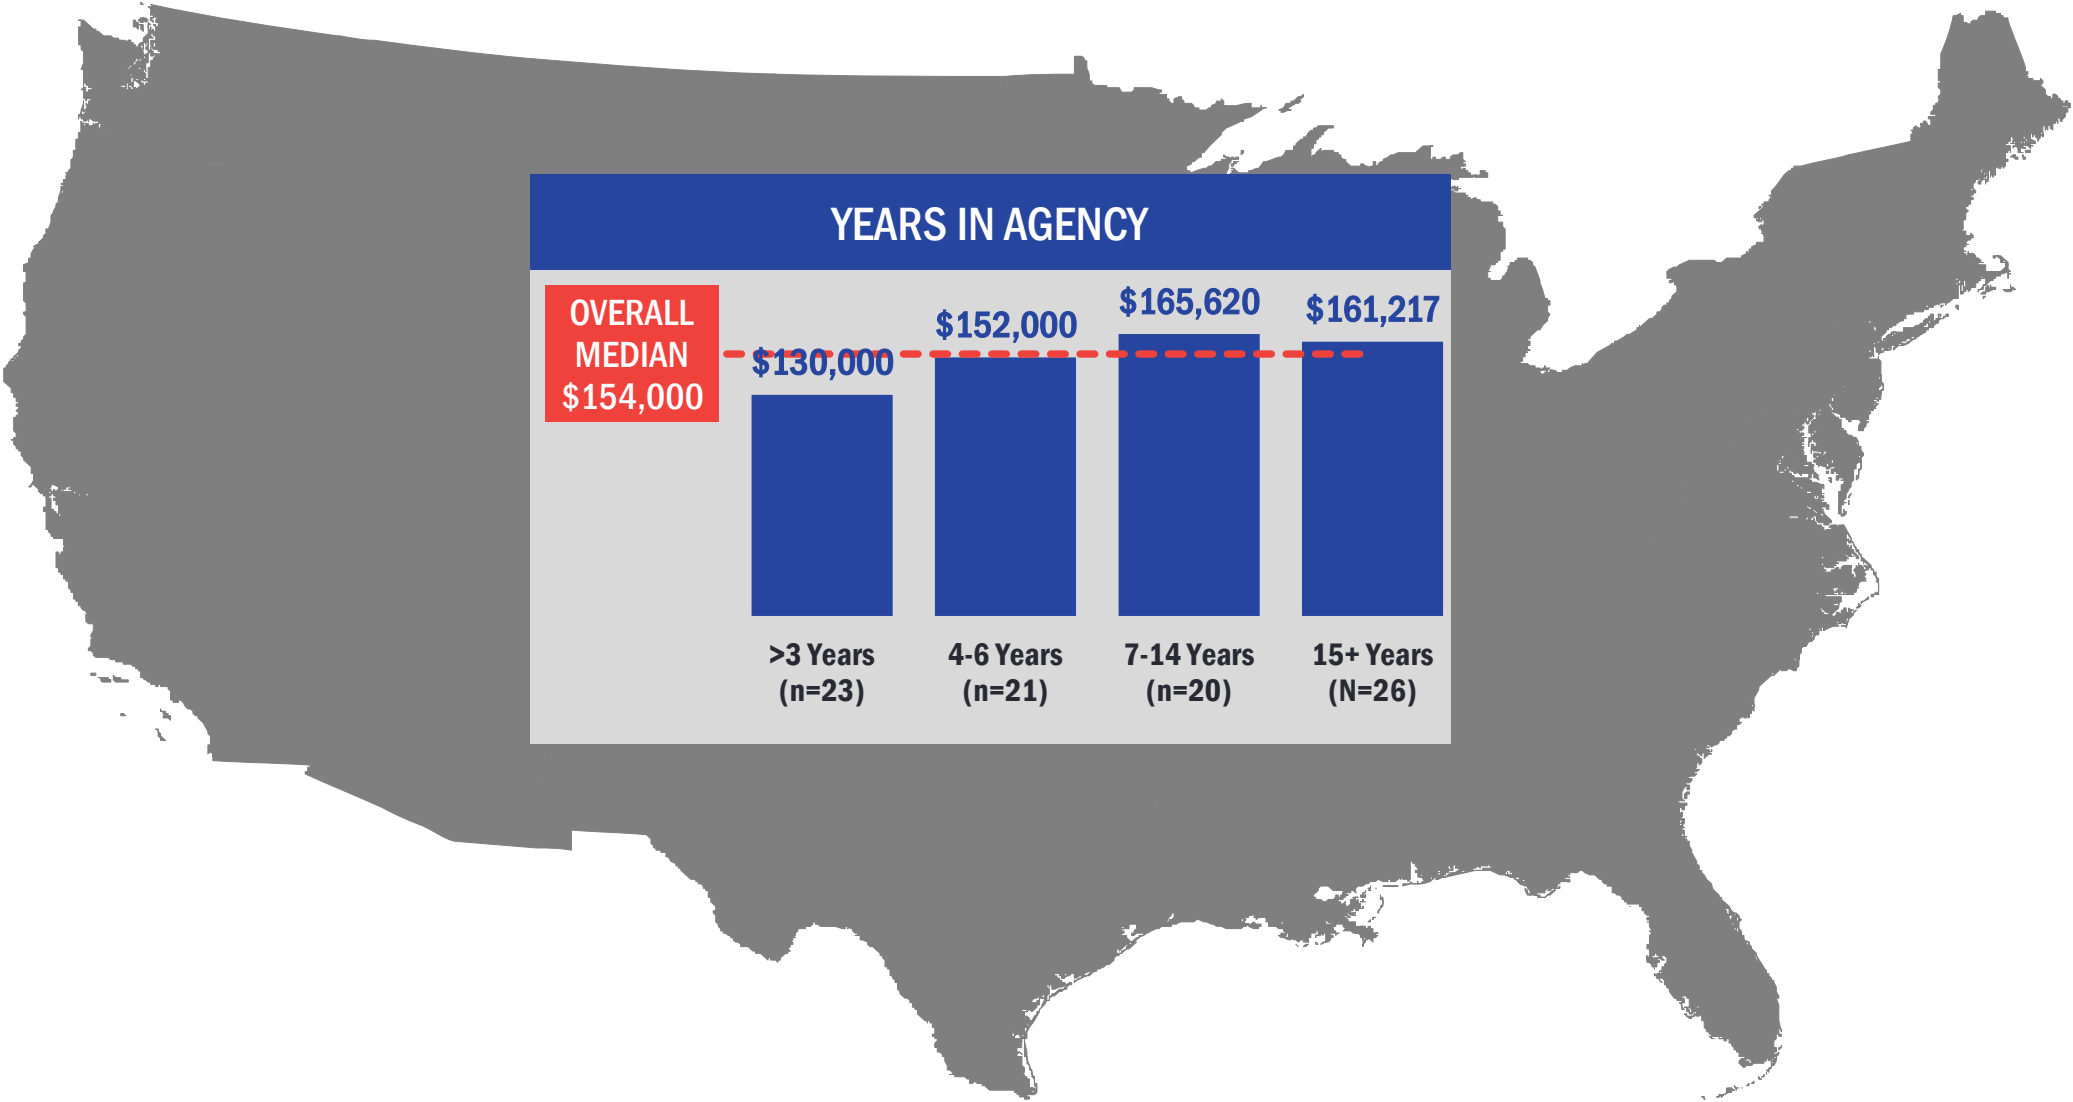 YEARS IN AGENCY
OVERALL
MEDIAN
$154,000
$130,000
$152,000
$165,620
$161,217
>3 Years
(n=23)
4-6 Years
(n=21)
7-14 Years
(n=20)
15+ Years
(N=26)